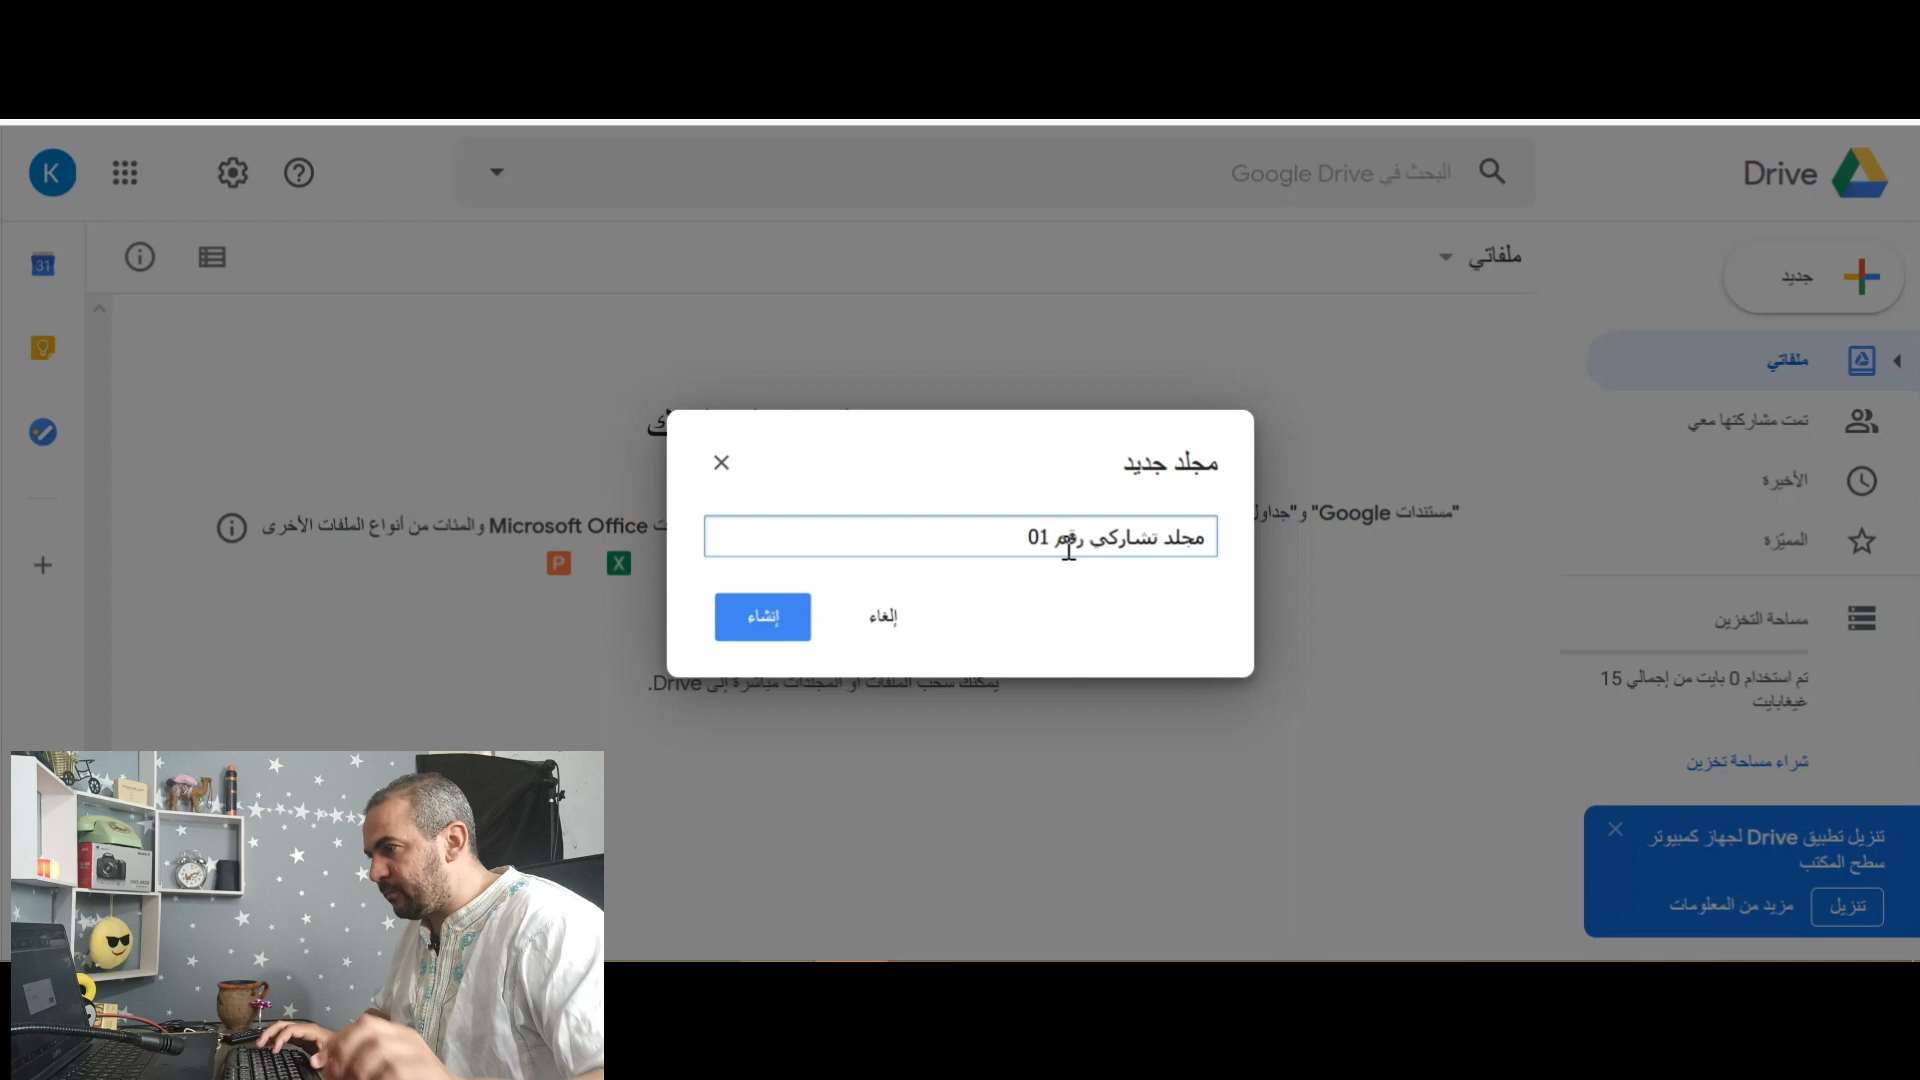 Drive
البحث في Google Drive
K
جديد
ملفاتي
31
ملفاتي
تمت مشاركتها معي
الأخيرة
المميّزة
مساحة التخزين
تم استخدام 0 بايت من إجمالي 15
غيغابايت
شراء مساحة تخزين
تنزيل تطبيق Drive لجهاز كمبيوتر
سطح المكتب
تنزيل
مزيد من المعلومات
مجلد جديد
مجلد تشاركي رقم 01
إلغاء
إنشاء
"مستندات Google" و"جداول
Microsoft Office والمئات من أنواع الملفات الأخرى
X
P
يمكنك سحب الملفات أو المجلدات مباشرة إلى Drive.